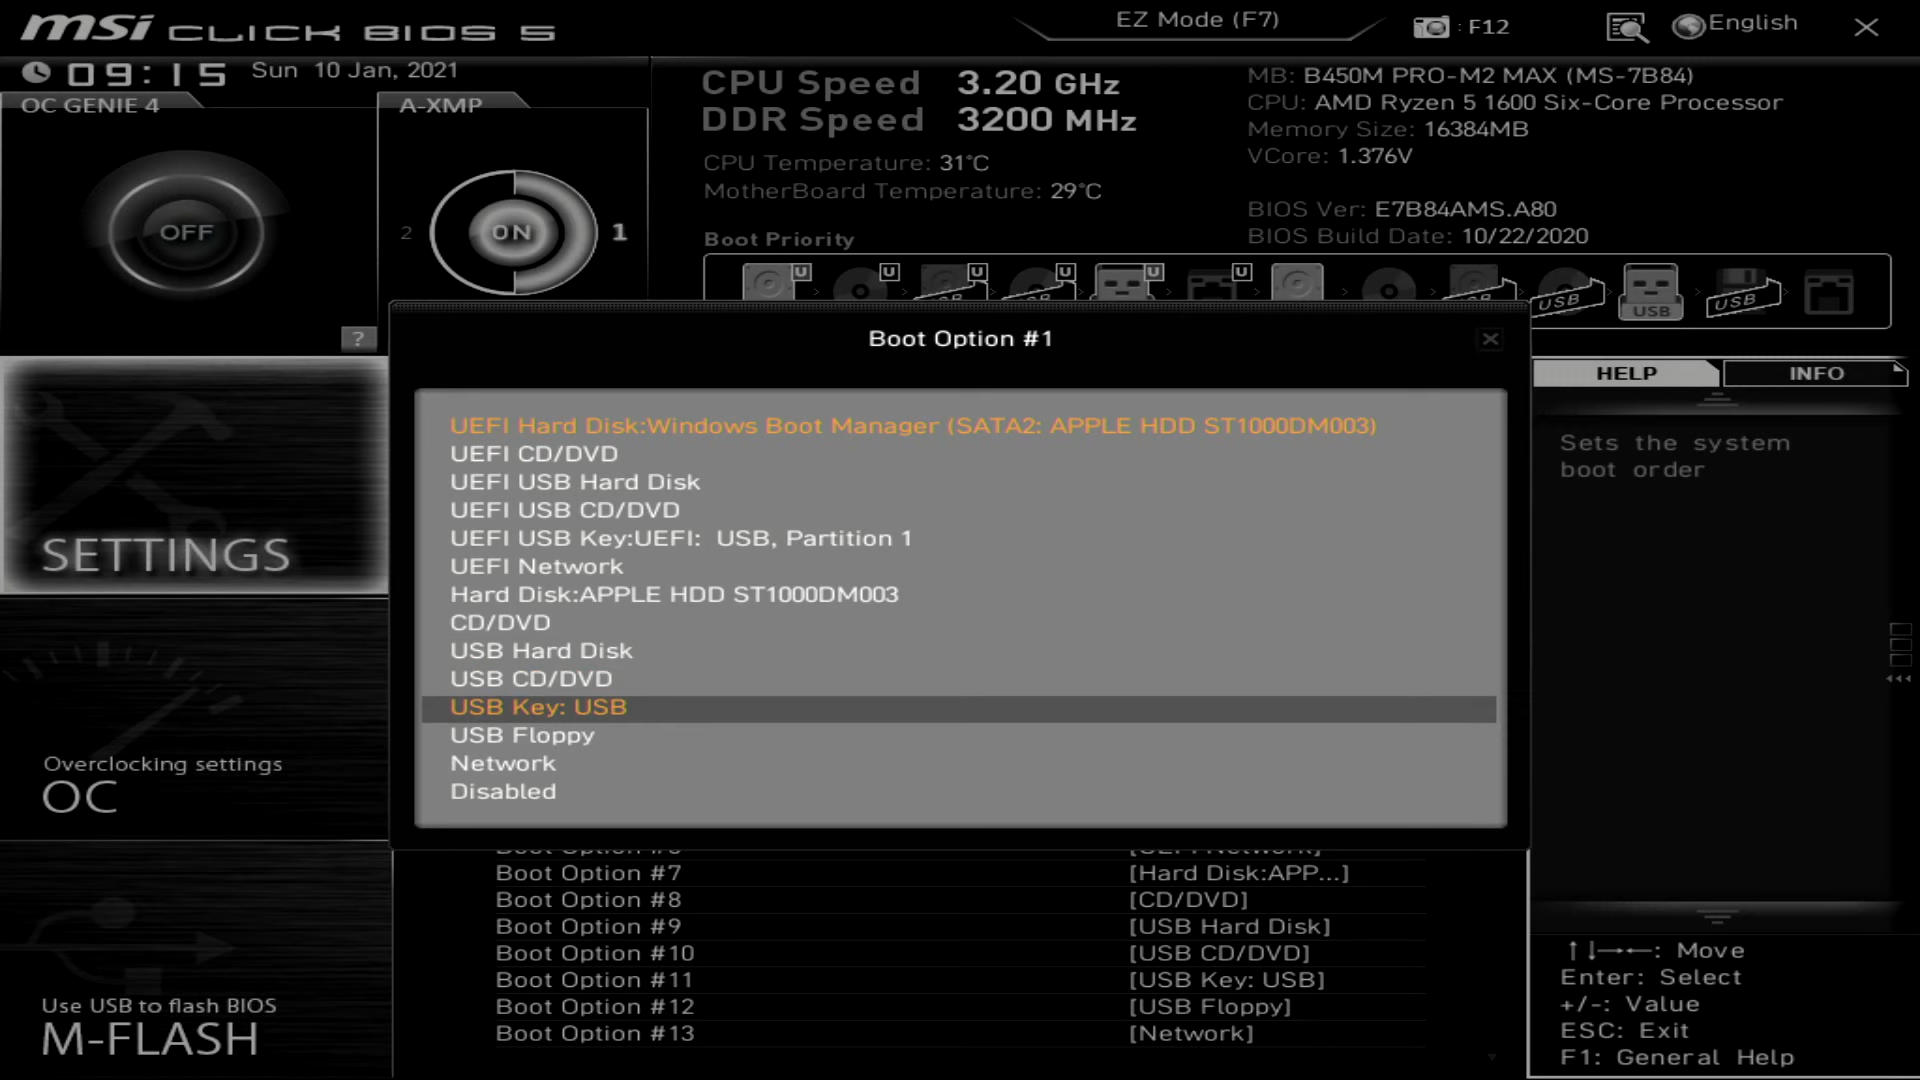 msi CLICK BIOS 5
EZ Mode (F7)
: F12
English
09:15 Sun 10 Jan, 2021
OC GENIE 4
A-XMP
OFF
2
ON
1
?
CPU Speed 3.20 GHz
DDR Speed 3200 MHz
CPU Temperature: 31°C
MotherBoard Temperature: 29°C
MB: B450M PRO-M2 MAX (MS-7B84)
CPU: AMD Ryzen 5 1600 Six-Core Processor
Memory Size: 16384MB
VCore: 1.376V
BIOS Ver: E7B84AMS.A80
BIOS Build Date: 10/22/2020
Boot Priority
U U U U U U
USB USB USB
Boot Option #1
UEFI Hard Disk:Windows Boot Manager (SATA2: APPLE HDD ST1000DM003)
UEFI CD/DVD
UEFI USB Hard Disk
UEFI USB CD/DVD
UEFI USB Key:UEFI: USB, Partition 1
UEFI Network
Hard Disk:APPLE HDD ST1000DM003
CD/DVD
USB Hard Disk
USB CD/DVD
USB Key: USB
USB Floppy
Network
Disabled
Boot Option #7 [Hard Disk:APP...]
Boot Option #8 [CD/DVD]
Boot Option #9 [USB Hard Disk]
Boot Option #10 [USB CD/DVD]
Boot Option #11 [USB Key: USB]
Boot Option #12 [USB Floppy]
Boot Option #13 [Network]
SETTINGS
Overclocking settings
OC
Use USB to flash BIOS
M-FLASH
HELP
INFO
Sets the system
boot order
↑↓→←: Move
Enter: Select
+/-: Value
ESC: Exit
F1: General Help